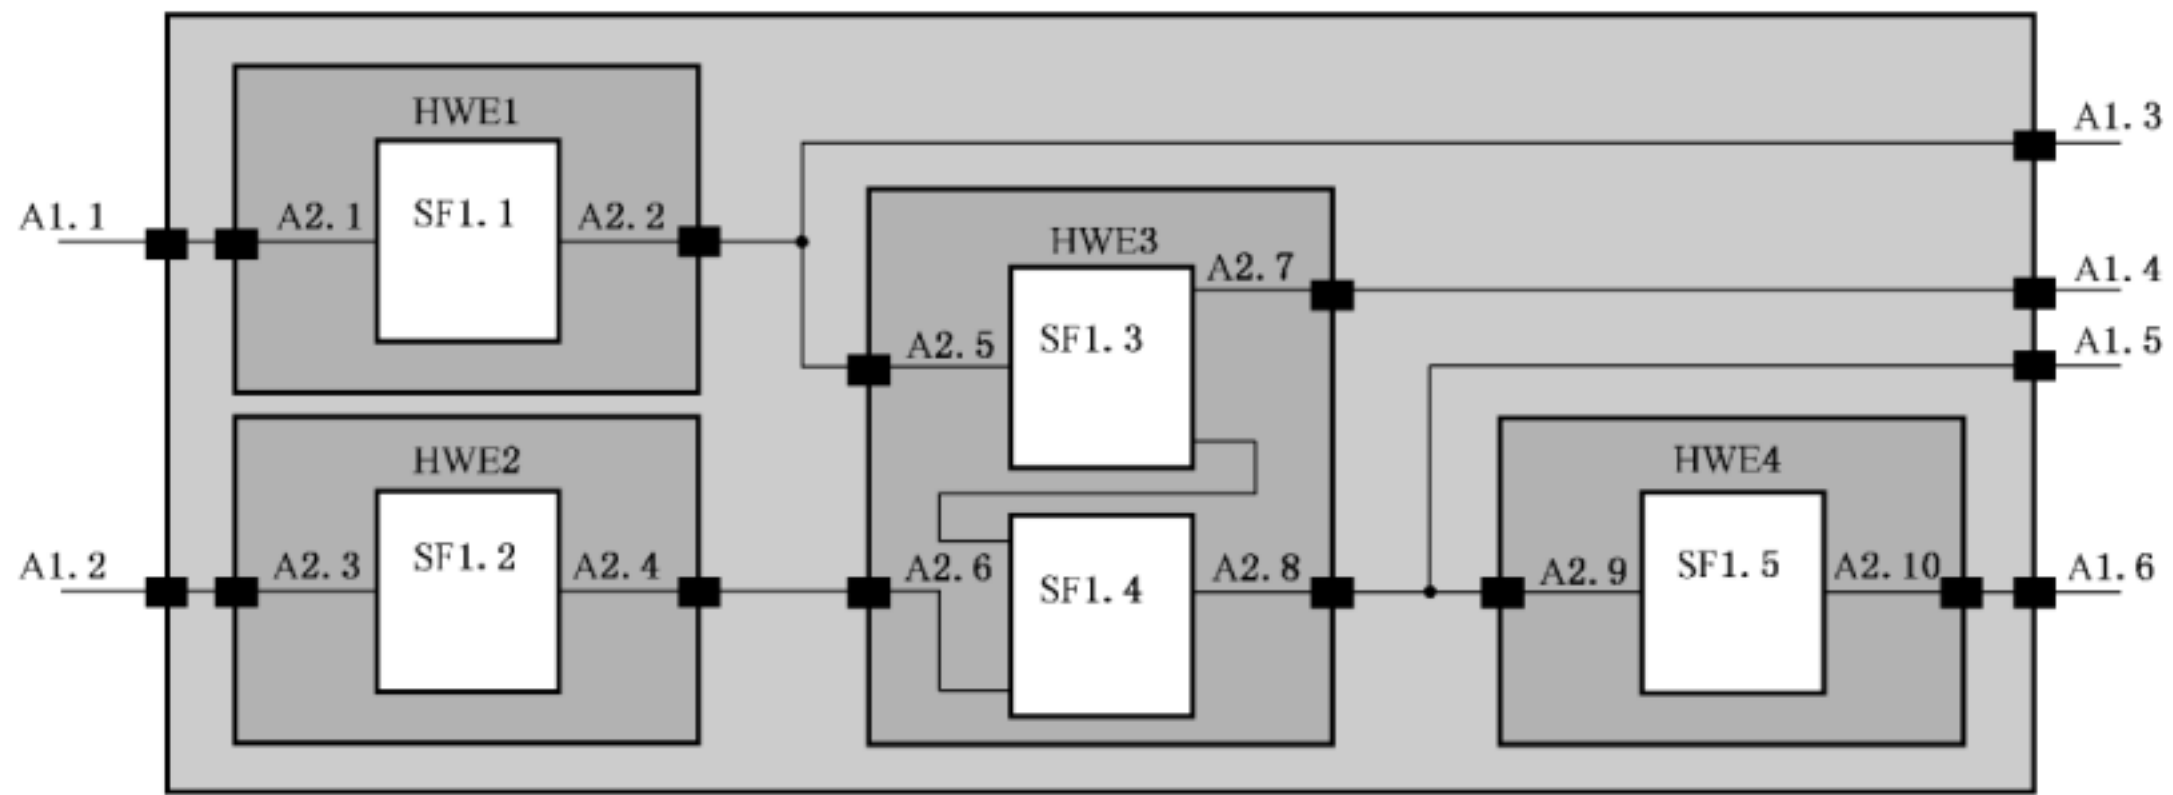 HWE1
A1. 3
A1. 1
A2. 1
SF1. 1
A2. 2
HWE3
A2. 7
A1. 4
A2. 5
SF1. 3
A1. 5
HWE2
HWE4
A1. 2
A2. 3
SF1. 2
A2. 4
A2. 6
SF1. 4
A2. 8
A2. 9
SF1. 5
A2. 10
A1. 6